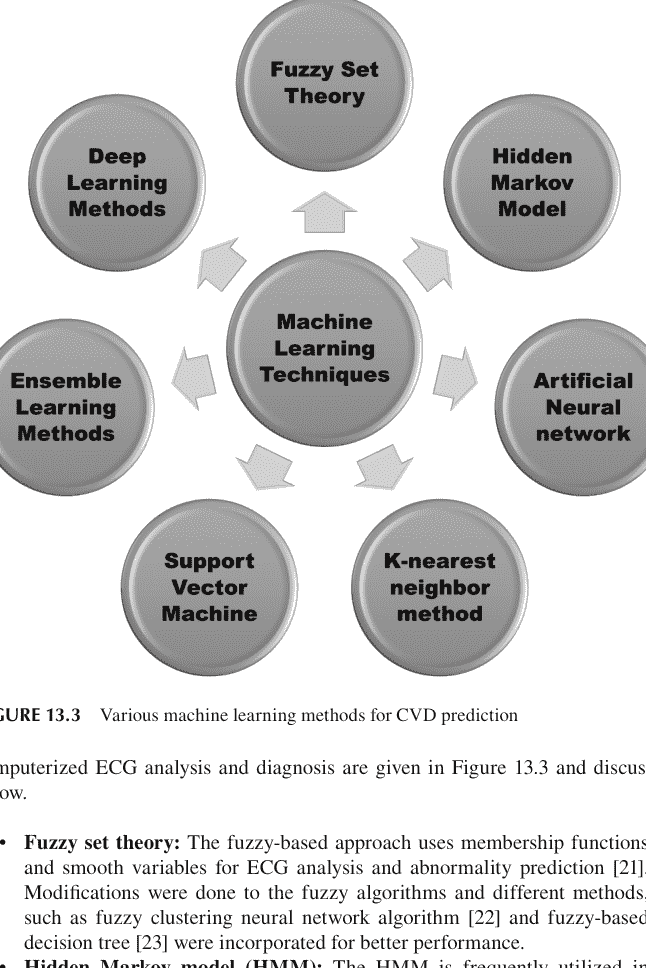 Fuzzy Set
Theory
Deep
Learning
Methods
Hidden
Markov
Model
Machine
Learning
Techniques
Ensemble
Learning
Methods
Artificial
Neural
network
Support
Vector
Machine
K-nearest
neighbor
method
GURE 13.3 Various machine learning methods for CVD prediction
mputerized ECG analysis and diagnosis are given in Figure 13.3 and discus
ow.
• Fuzzy set theory: The fuzzy-based approach uses membership functions
and smooth variables for ECG analysis and abnormality prediction [21].
Modifications were done to the fuzzy algorithms and different methods,
such as fuzzy clustering neural network algorithm [22] and fuzzy-based
decision tree [23] were incorporated for better performance.
• Hidden Markov model (HMM): The HMM is frequently utilized in